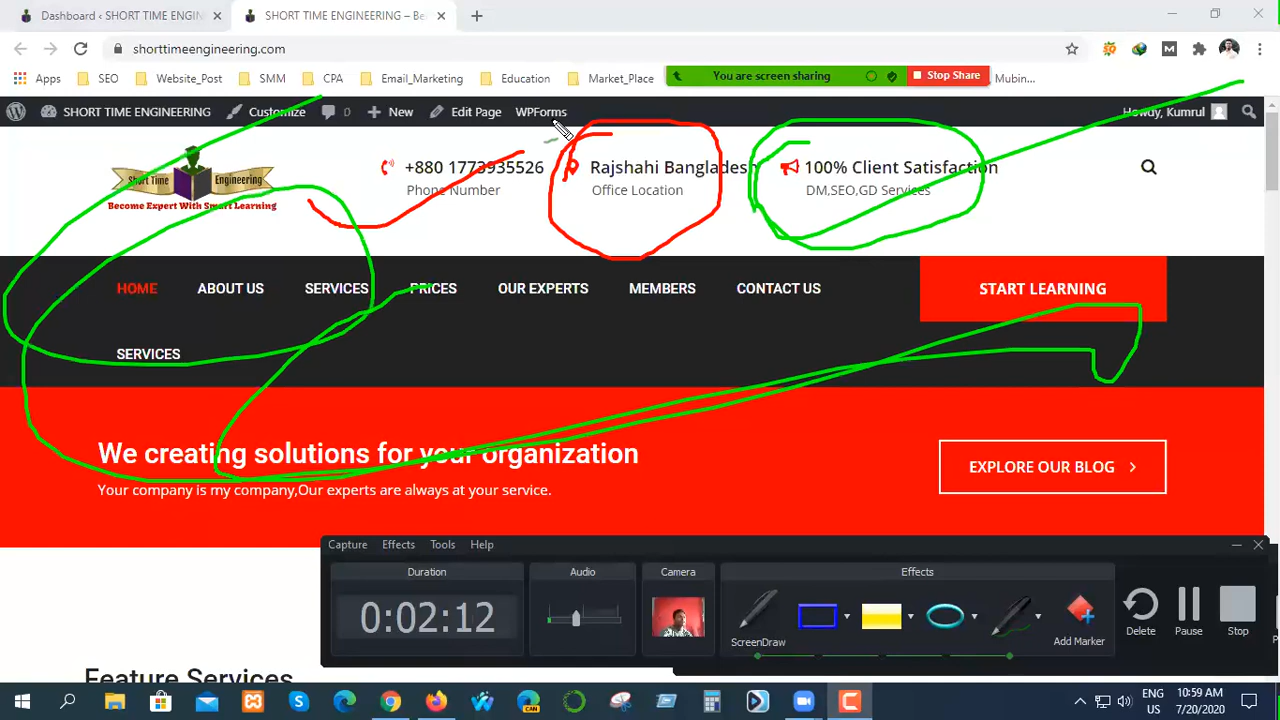 Dashboard ‹ SHORT TIME ENGIN
SHORT TIME ENGINEERING – Be
shorttimeengineering.com
Apps SEO Website_Post SMM CPA Email_Marketing Education Market_Place Mubin...
You are screen sharing Stop Share
SHORT TIME ENGINEERING Customize 0 New Edit Page WPForms Howdy, Kumrul
Short Time Engineering
Become Expert With Smart Learning
+880 1773935526
Phone Number
Rajshahi Bangladesh
Office Location
100% Client Satisfaction
DM,SEO,GD Services
HOME ABOUT US SERVICES PRICES OUR EXPERTS MEMBERS CONTACT US START LEARNING
SERVICES
We creating solutions for your organization
Your company is my company,Our experts are always at your service.
EXPLORE OUR BLOG
Feature Services
Capture Effects Tools Help
Duration Audio Camera Effects
0:02:12
ScreenDraw
Add Marker
Delete Pause Stop
ENG
US
10:59 AM
7/20/2020